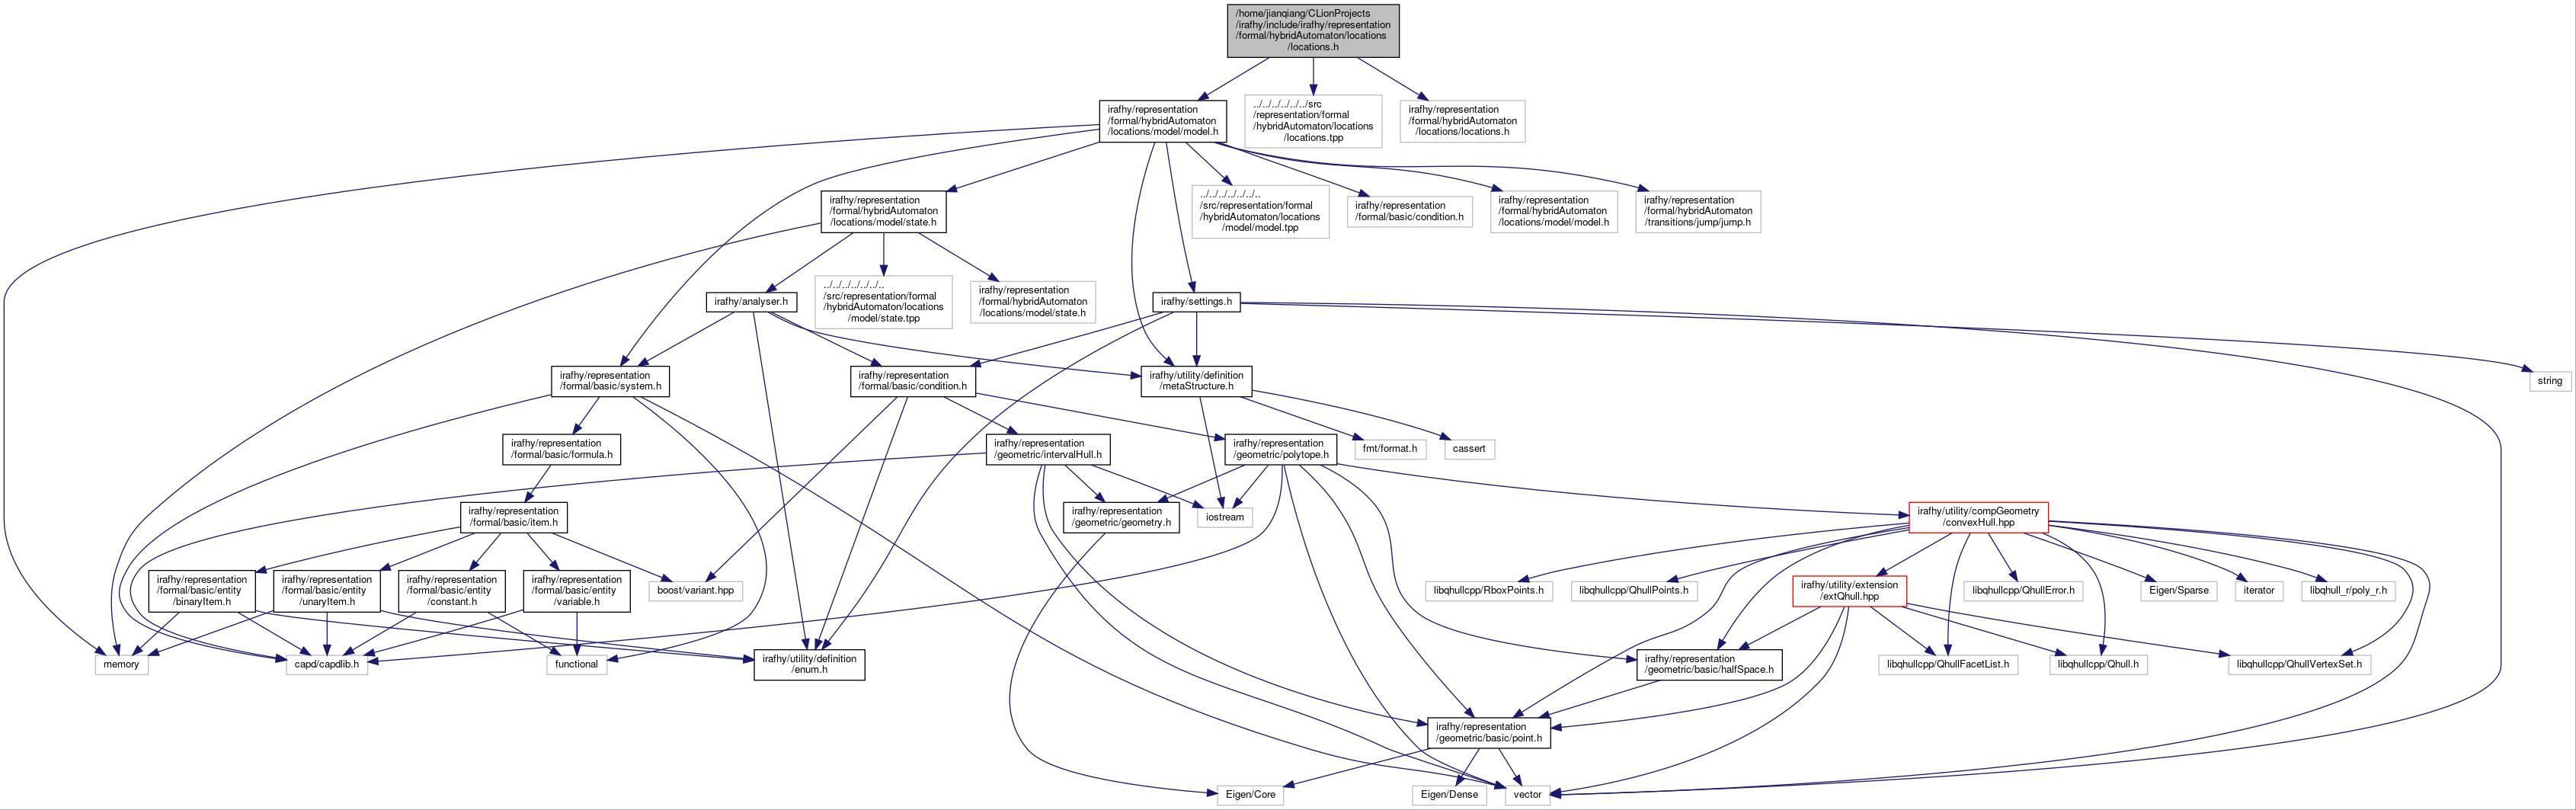 /home/jianqiang/CLionProjects
/irafhy/include/irafhy/representation
/formal/hybridAutomaton/locations
/locations.h
irafhy/representation
/formal/hybridAutomaton
/locations/model/model.h
../../../../../../src
/representation/formal
/hybridAutomaton/locations
/locations.tpp
irafhy/representation
/formal/hybridAutomaton
/locations/locations.h
irafhy/representation
/formal/hybridAutomaton
/locations/model/state.h
../../../../../../..
/src/representation/formal
/hybridAutomaton/locations
/model/model.tpp
irafhy/representation
/formal/basic/condition.h
irafhy/representation
/formal/hybridAutomaton
/locations/model/model.h
irafhy/representation
/formal/hybridAutomaton
/transitions/jump/jump.h
irafhy/analyser.h
../../../../../../..
/src/representation/formal
/hybridAutomaton/locations
/model/state.tpp
irafhy/representation
/formal/hybridAutomaton
/locations/model/state.h
irafhy/settings.h
irafhy/representation
/formal/basic/system.h
irafhy/representation
/formal/basic/condition.h
irafhy/utility/definition
/metaStructure.h
string
irafhy/representation
/formal/basic/formula.h
irafhy/representation
/geometric/intervalHull.h
irafhy/representation
/geometric/polytope.h
fmt/format.h
cassert
irafhy/representation
/formal/basic/item.h
irafhy/representation
/geometric/geometry.h
iostream
irafhy/utility/compGeometry
/convexHull.hpp
irafhy/representation
/formal/basic/entity
/binaryItem.h
irafhy/representation
/formal/basic/entity
/unaryItem.h
irafhy/representation
/formal/basic/entity
/constant.h
irafhy/representation
/formal/basic/entity
/variable.h
boost/variant.hpp
libqhullcpp/RboxPoints.h
libqhullcpp/QhullPoints.h
irafhy/utility/extension
/extQhull.hpp
libqhullcpp/QhullError.h
Eigen/Sparse
iterator
libqhull_r/poly_r.h
memory
capd/capdlib.h
functional
irafhy/utility/definition
/enum.h
irafhy/representation
/geometric/basic/halfSpace.h
libqhullcpp/QhullFacetList.h
libqhullcpp/Qhull.h
libqhullcpp/QhullVertexSet.h
irafhy/representation
/geometric/basic/point.h
Eigen/Core
Eigen/Dense
vector